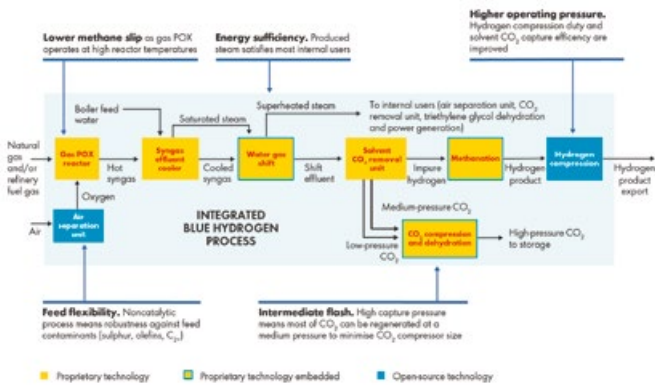 Lower methane slip as gas POX
operates at high reactor temperatures
Energy sufficiency. Produced
steam satisfies most internal users
Higher operating pressure.
Hydrogen compression duty and
solvent CO₂ capture efficiency are
improved
Boiler feed
water
Saturated steam
Superheated steam
To internal users (air separation unit, CO₂
removal unit, triethylene glycol dehydration
and power generation)
Natural
gas
and/or
refinery
fuel gas
Gas POX
reactor
Hot
syngas
Syngas
effluent
cooler
Cooled
syngas
Water gas
shift
Shift
effluent
Solvent
CO₂ removal
unit
Impure
hydrogen
Methanation
Hydrogen
product
Hydrogen
compression
Hydrogen
product
export
Oxygen
Air
Air
separation
unit
INTEGRATED
BLUE HYDROGEN
PROCESS
Medium-pressure CO₂
Low-pressure
CO₂
CO₂ compression
and dehydration
High-pressure CO₂
to storage
Feed flexibility. Noncatalytic
process means robustness against feed
contaminants (sulphur, olefins, C₂₊)
Intermediate flash. High capture pressure
means most of CO₂ can be regenerated at a
medium pressure to minimise CO₂ compressor size
Proprietary technology
Proprietary technology embedded
Open-source technology